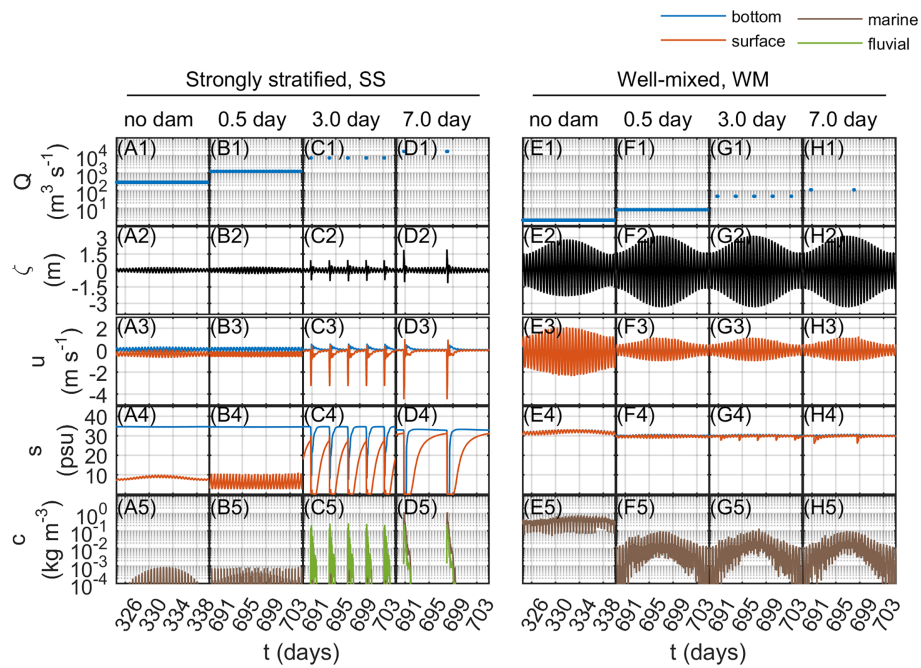 bottom
marine
surface
fluvial
Strongly stratified, SS
Well-mixed, WM
no dam 0.5 day 3.0 day 7.0 day
no dam 0.5 day 3.0 day 7.0 day
(A1) (B1) (C1) (D1) (E1) (F1) (G1) (H1)
Q
(m³ s⁻¹)
10⁴
10³
10²
10¹
(A2) (B2) (C2) (D2) (E2) (F2) (G2) (H2)
ζ
(m)
3
1.5
0
-1.5
-3
(A3) (B3) (C3) (D3) (E3) (F3) (G3) (H3)
u
(m s⁻¹)
2
0
-2
-4
(A4) (B4) (C4) (D4) (E4) (F4) (G4) (H4)
s
(psu)
40
30
20
10
(A5) (B5) (C5) (D5) (E5) (F5) (G5) (H5)
c
(kg m⁻³)
10⁰
10⁻¹
10⁻²
10⁻³
10⁻⁴
326 330 334 338 691 695 699 703 691 695 699 703 691 695 699 703
326 330 334 338 691 695 699 703 691 695 699 703 691 695 699 703
t (days)
t (days)